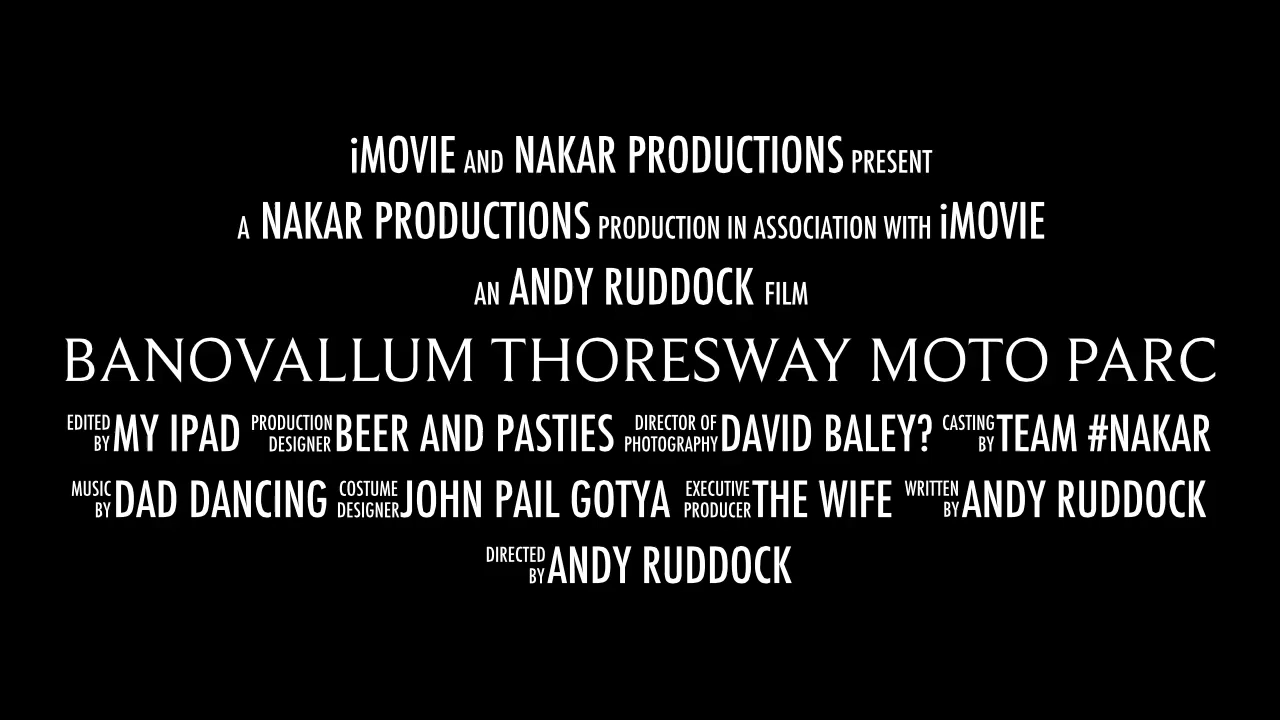 iMOVIE AND NAKAR PRODUCTIONS PRESENT
A NAKAR PRODUCTIONS PRODUCTION IN ASSOCIATION WITH iMOVIE
AN ANDY RUDDOCK FILM
BANOVALLUM THORESWAY MOTO PARC
EDITED BY MY IPAD PRODUCTION DESIGNER BEER AND PASTIES DIRECTOR OF PHOTOGRAPHY DAVID BALEY? CASTING BY TEAM #NAKAR
MUSIC BY DAD DANCING COSTUME DESIGNER JOHN PAIL GOTYA EXECUTIVE PRODUCER THE WIFE WRITTEN BY ANDY RUDDOCK
DIRECTED BY ANDY RUDDOCK